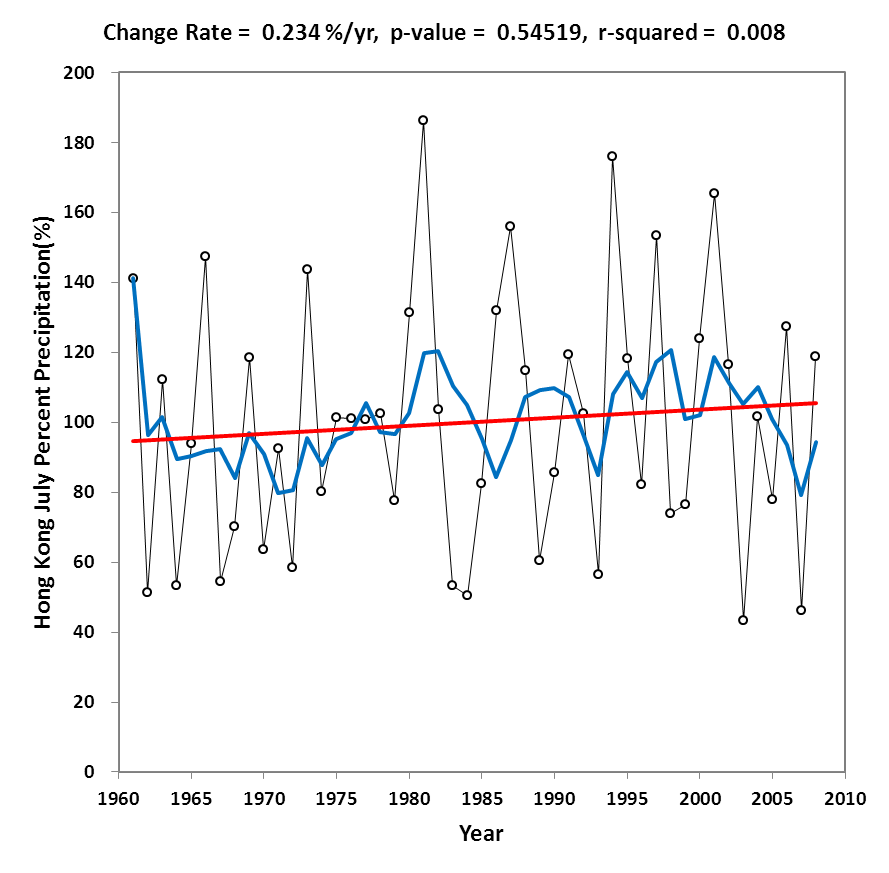 Change Rate = 0.234 %/yr, p-value = 0.54519, r-squared = 0.008
200
180
160
140
120
100
80
60
40
20
0
Hong Kong July Percent Precipitation(%)
1960 1965 1970 1975 1980 1985 1990 1995 2000 2005 2010
Year